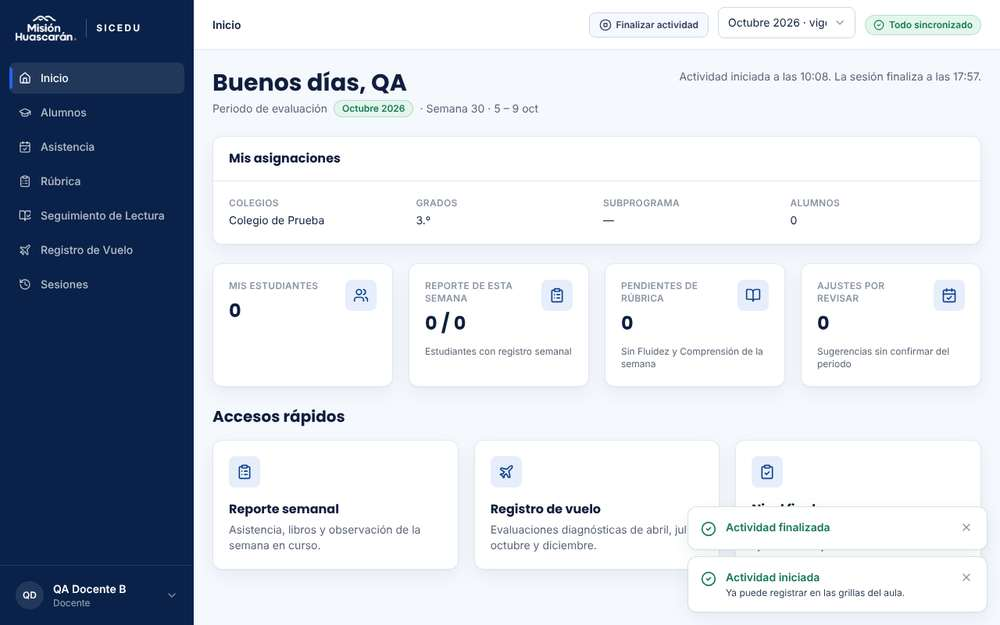 Misión
Huascarán.
SICEDU
Inicio
Alumnos
Asistencia
Rúbrica
Seguimiento de Lectura
Registro de Vuelo
Sesiones
QD
QA Docente B
Docente
Inicio
Finalizar actividad
Octubre 2026 · vig
Todo sincronizado
Buenos días, QA
Actividad iniciada a las 10:08. La sesión finaliza a las 17:57.
Periodo de evaluación Octubre 2026 · Semana 30 · 5 – 9 oct
Mis asignaciones
COLEGIOS
Colegio de Prueba
GRADOS
3.º
SUBPROGRAMA
—
ALUMNOS
0
MIS ESTUDIANTES
0
REPORTE DE ESTA
SEMANA
0 / 0
Estudiantes con registro semanal
PENDIENTES DE
RÚBRICA
0
Sin Fluidez y Comprensión de la
semana
AJUSTES POR
REVISAR
0
Sugerencias sin confirmar del
periodo
Accesos rápidos
Reporte semanal
Asistencia, libros y observación de la
semana en curso.
Registro de vuelo
Evaluaciones diagnósticas de abril, jul
octubre y diciembre.
Actividad finalizada
Actividad iniciada
Ya puede registrar en las grillas del aula.